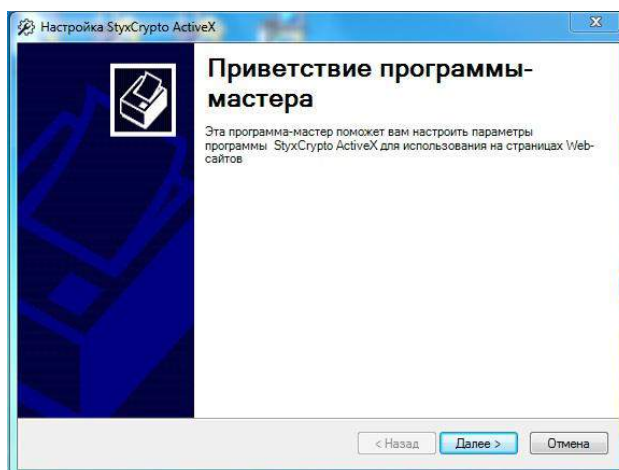 Настройка StyxCrypto ActiveX
Приветствие программы-
мастера
Эта программа-мастер поможет вам настроить параметры
программы StyxCrypto ActiveX для использования на страницах Web-
сайтов
< Назад
Далее >
Отмена